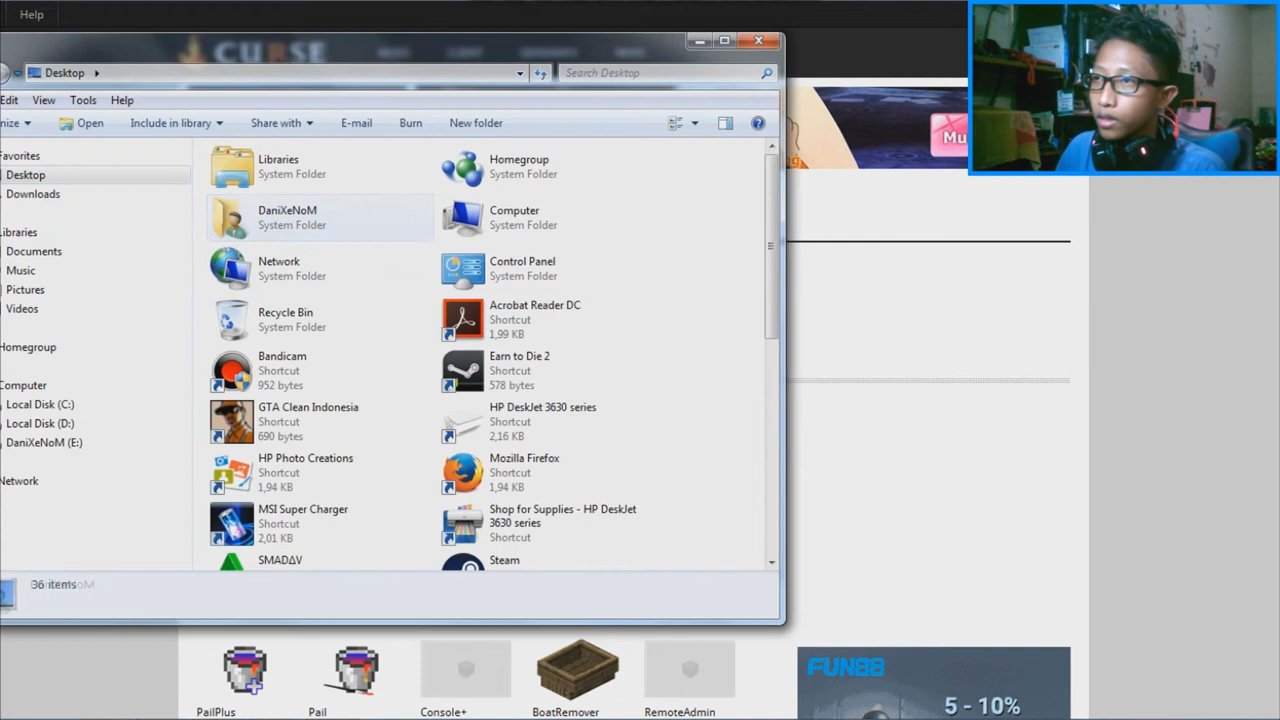 Help
CURSE
Desktop
Search Desktop
Edit View Tools Help
nize Open Include in library Share with E-mail Burn New folder
Favorites
Desktop
Downloads
Libraries
Documents
Music
Pictures
Videos
Homegroup
Computer
Local Disk (C:)
Local Disk (D:)
DaniXeNoM (E:)
Network
Libraries
System Folder
Homegroup
System Folder
DaniXeNoM
System Folder
Computer
System Folder
Network
System Folder
Control Panel
System Folder
Recycle Bin
System Folder
Acrobat Reader DC
Shortcut
1,99 KB
Bandicam
Shortcut
952 bytes
Earn to Die 2
Shortcut
578 bytes
GTA Clean Indonesia
Shortcut
690 bytes
HP DeskJet 3630 series
Shortcut
2,16 KB
HP Photo Creations
Shortcut
1,94 KB
Mozilla Firefox
Shortcut
1,94 KB
MSI Super Charger
Shortcut
2,01 KB
Shop for Supplies - HP DeskJet
3630 series
Shortcut
SMADΔV
Steam
36 items
Mu
PailPlus
Pail
Console+
BoatRemover
RemoteAdmin
FUN88
5 - 10%